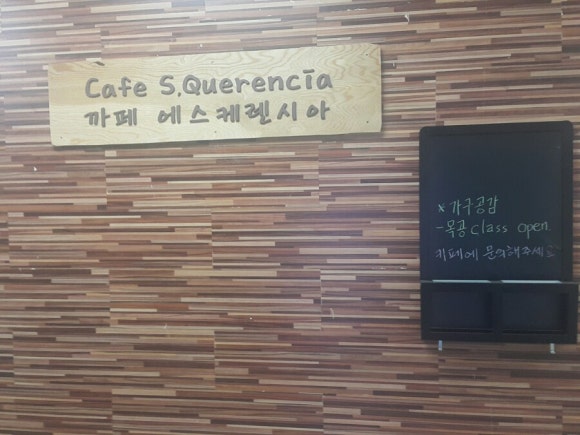 Cafe S.Querencia
까페 에스케렌시아
* 가구공감
- 목공 class open.
카페에 문의해주세요